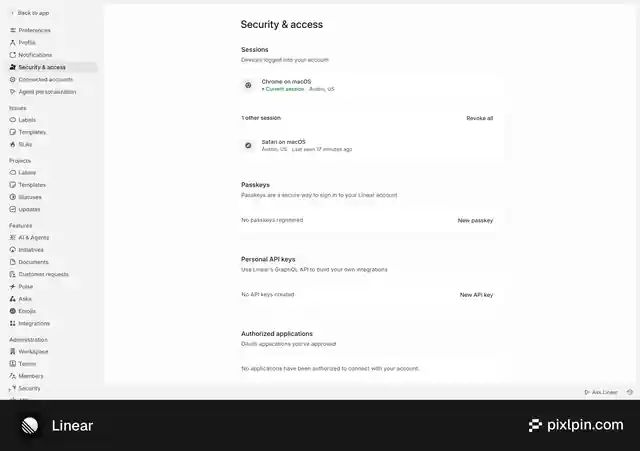 Back to app
Preferences
Profile
Notifications
Security & access
Connected accounts
Agent personalization
Issues
Labels
Templates
SLAs
Projects
Labels
Templates
Statuses
Updates
Features
AI & Agents
Initiatives
Documents
Customer requests
Pulse
Asks
Emojis
Integrations
Administration
Workspace
Teams
Members
Security
Security & access
Sessions
Devices logged into your account
Chrome on macOS
Current session · US
1 other session
Revoke all
Safari on macOS
US · Last seen 17 minutes ago
Passkeys
Passkeys are a secure way to sign in to your Linear account
No passkeys registered
New passkey
Personal API keys
Use Linear's GraphQL API to build your own integrations
No API keys created
New API key
Authorized applications
OAuth applications you've approved
No applications have been authorized to connect with your account.
Ask Linear
Linear
pixlpin.com